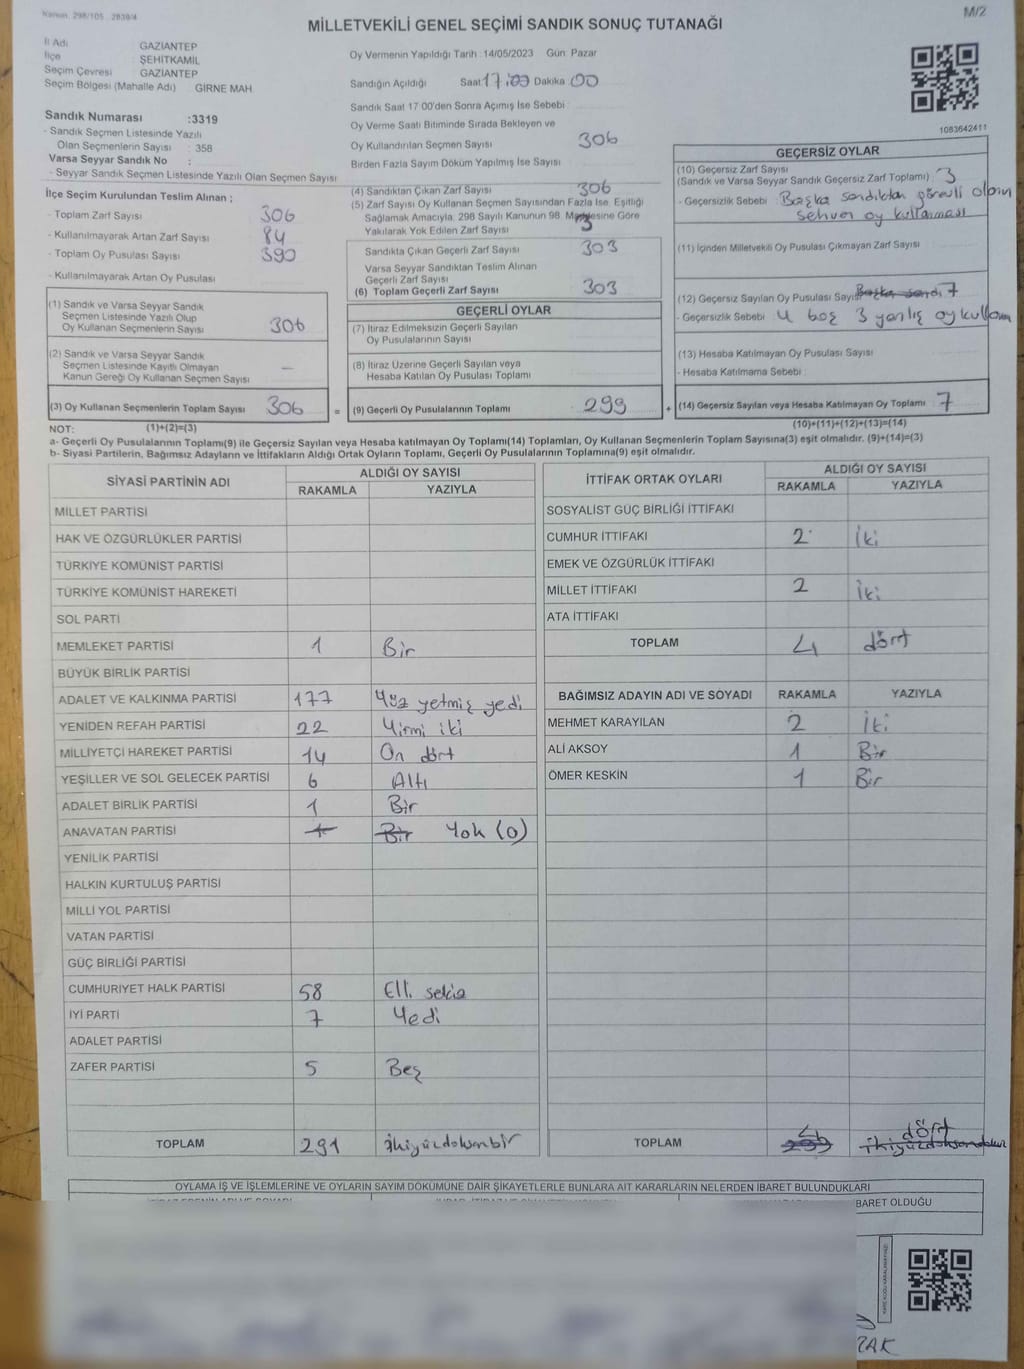 Kanun: 298/105 . 2839/4
M/2
MİLLETVEKİLİ GENEL SEÇİMİ SANDIK SONUÇ TUTANAĞI
İl Adı GAZİANTEP
İlçe ŞEHİTKAMİL
Seçim Çevresi GAZİANTEP
Seçim Bölgesi (Mahalle Adı) GİRNE MAH
Sandık Numarası :3319
- Sandık Seçmen Listesinde Yazılı
Olan Seçmenlerin Sayısı : 358
Varsa Seyyar Sandık No :
- Seyyar Sandık Seçmen Listesinde Yazılı Olan Seçmen Sayısı
İlçe Seçim Kurulundan Teslim Alınan ;
- Toplam Zarf Sayısı 306
- Kullanılmayarak Artan Zarf Sayısı 84
- Toplam Oy Pusulası Sayısı 390
- Kullanılmayarak Artan Oy Pusulası
Oy Vermenin Yapıldığı Tarih :14/05/2023 Gün: Pazar
Sandığın Açıldığı Saat 17:00 Dakika 00
Sandık Saat 17 00'den Sonra Açımış İse Sebebi :
Oy Verme Saati Bitiminde Sırada Bekleyen ve
Oy Kullandırılan Seçmen Sayısı 306
Birden Fazla Sayım Döküm Yapılmış İse Sayısı
(4) Sandıktan Çıkan Zarf Sayısı 306
(5) Zarf Sayısı Oy Kullanan Seçmen Sayısından Fazla İse, Eşitliği
Sağlamak Amacıyla, 298 Sayılı Kanunun 98 Maddesine Göre
Yakılarak Yok Edilen Zarf Sayısı 3
Sandıkta Çıkan Geçerli Zarf Sayısı 303
Varsa Seyyar Sandıktan Teslim Alınan
Geçerli Zarf Sayısı
(6) Toplam Geçerli Zarf Sayısı 303
1083642411
GEÇERSİZ OYLAR
(10) Geçersiz Zarf Sayısı
(Sandık ve Varsa Seyyar Sandık Geçersiz Zarf Toplamı) : 3
- Geçersizlik Sebebi : Başka sandıktan görevli olanın
sehven oy kullanması
(11) İçinden Milletvekili Oy Pusulası Çıkmayan Zarf Sayısı
(12) Geçersiz Sayılan Oy Pusulası Sayısı Başka sandı 7
- Geçersizlik Sebebi : 4 boş 3 yanlış oy kullanım
(13) Hesaba Katılmayan Oy Pusulası Sayısı
- Hesaba Katılmama Sebebi :
(14) Geçersiz Sayılan veya Hesaba Katılmayan Oy Toplamı : 7
(10)+(11)+(12)+(13)=(14)
(1) Sandık ve Varsa Seyyar Sandık
Seçmen Listesinde Yazılı Olup
Oy Kullanan Seçmenlerin Sayısı 306
(2) Sandık ve Varsa Seyyar Sandık
Seçmen Listesinde Kayıtlı Olmayan
Kanun Gereği Oy Kullanan Seçmen Sayısı —
(3) Oy Kullanan Seçmenlerin Toplam Sayısı 306 =
GEÇERLİ OYLAR
(7) İtiraz Edilmeksizin Geçerli Sayılan
Oy Pusulalarının Sayısı
(8) İtiraz Üzerine Geçerli Sayılan veya
Hesaba Katılan Oy Pusulası Toplamı
(9) Geçerli Oy Pusulalarının Toplamı 299 +
NOT: (1)+(2)=(3)
a- Geçerli Oy Pusulalarının Toplamı(9) ile Geçersiz Sayılan veya Hesaba katılmayan Oy Toplamı(14) Toplamları, Oy Kullanan Seçmenlerin Toplam Sayısına(3) eşit olmalıdır. (9)+(14)=(3)
b- Siyasi Partilerin, Bağımsız Adayların ve İttifakların Aldığı Ortak Oyların Toplamı, Geçerli Oy Pusulalarının Toplamına(9) eşit olmalıdır.
SİYASİ PARTİNİN ADI ALDIĞI OY SAYISI
RAKAMLA YAZIYLA
MİLLET PARTİSİ
HAK VE ÖZGÜRLÜKLER PARTİSİ
TÜRKİYE KOMÜNİST PARTİSİ
TÜRKİYE KOMÜNİST HAREKETİ
SOL PARTİ
MEMLEKET PARTİSİ 1 Bir
BÜYÜK BİRLİK PARTİSİ
ADALET VE KALKINMA PARTİSİ 177 Yüz yetmiş yedi
YENİDEN REFAH PARTİSİ 22 Yirmi iki
MİLLİYETÇİ HAREKET PARTİSİ 14 On dört
YEŞİLLER VE SOL GELECEK PARTİSİ 6 Altı
ADALET BİRLİK PARTİSİ 1 Bir
ANAVATAN PARTİSİ 1 Bir Yok (0)
YENİLİK PARTİSİ
HALKIN KURTULUŞ PARTİSİ
MİLLİ YOL PARTİSİ
VATAN PARTİSİ
GÜÇ BİRLİĞİ PARTİSİ
CUMHURİYET HALK PARTİSİ 58 Elli sekiz
İYİ PARTİ 7 Yedi
ADALET PARTİSİ
ZAFER PARTİSİ 5 Beş
TOPLAM 291 ikiyüzdoksanbir
İTTİFAK ORTAK OYLARI ALDIĞI OY SAYISI
RAKAMLA YAZIYLA
SOSYALİST GÜÇ BİRLİĞİ İTTİFAKI
CUMHUR İTTİFAKI 2 İki
EMEK VE ÖZGÜRLÜK İTTİFAKI
MİLLET İTTİFAKI 2 İki
ATA İTTİFAKI
TOPLAM 4 dört
BAĞIMSIZ ADAYIN ADI VE SOYADI RAKAMLA YAZIYLA
MEHMET KARAYILAN 2 İki
ALİ AKSOY 1 Bir
ÖMER KESKİN 1 Bir
TOPLAM 4 dört
OYLAMA İŞ VE İŞLEMLERİNE VE OYLARIN SAYIM DÖKÜMÜNE DAİR ŞİKAYETLERLE BUNLARA AİT KARARLARIN NELERDEN İBARET BULUNDUKLARI
BARET OLDUĞU